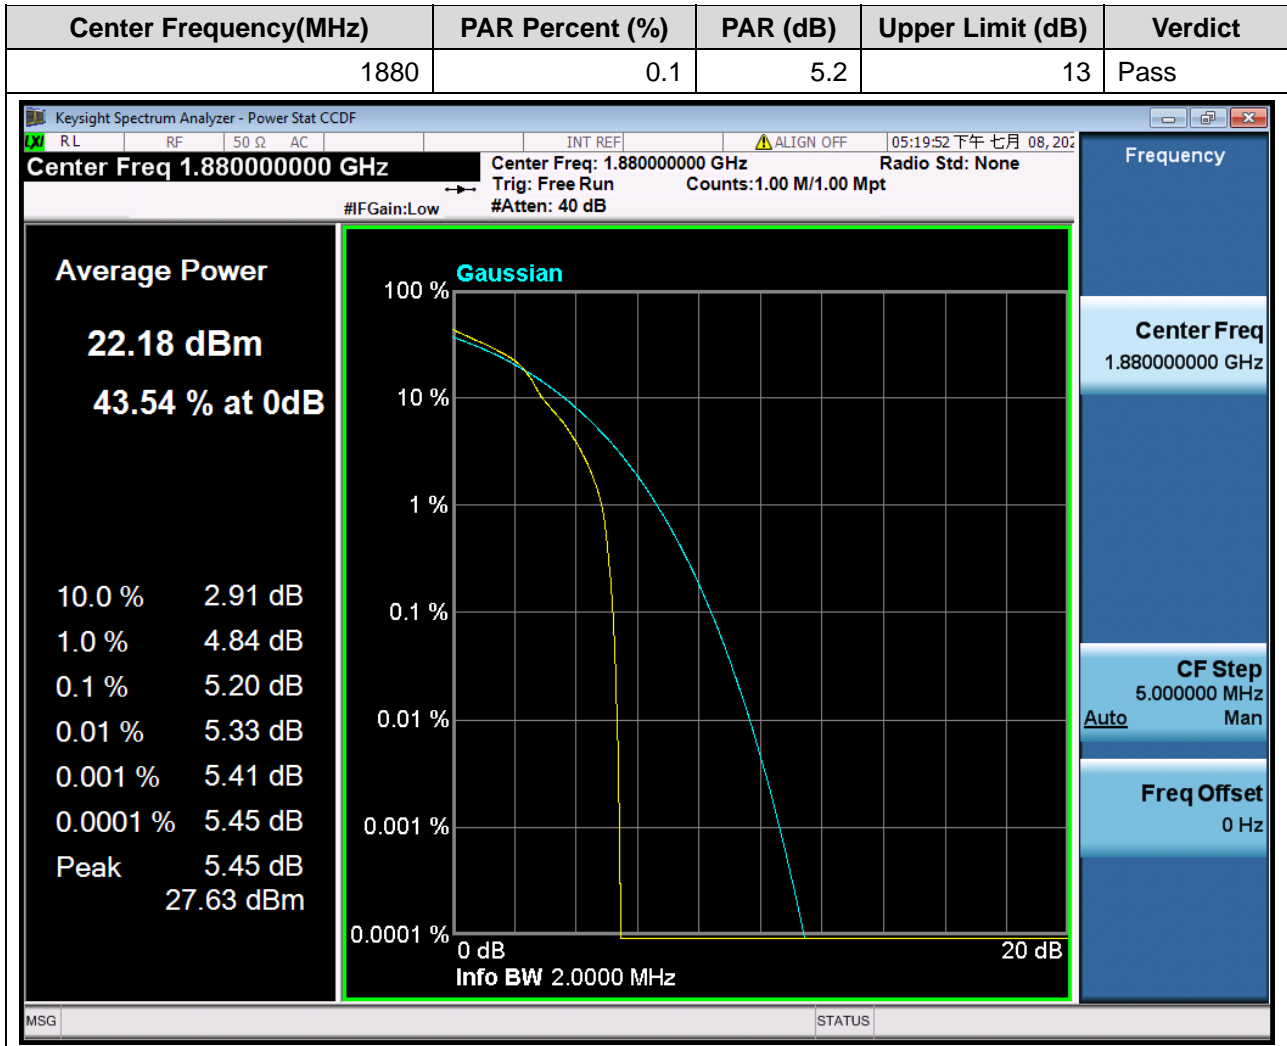 Center Frequency(MHz) PAR Percent (%) PAR (dB) Upper Limit (dB) Verdict
1880 0.1 5.2 13 Pass
Keysight Spectrum Analyzer - Power Stat CCDF
LXI RL RF 50 Ω AC INT REF ALIGN OFF 05:19:52 下午 七月 08, 202
Center Freq 1.880000000 GHz
#IFGain:Low
Center Freq: 1.880000000 GHz Radio Std: None
Trig: Free Run Counts:1.00 M/1.00 Mpt
#Atten: 40 dB
Frequency
Average Power
22.18 dBm
43.54 % at 0dB
10.0 % 2.91 dB
1.0 % 4.84 dB
0.1 % 5.20 dB
0.01 % 5.33 dB
0.001 % 5.41 dB
0.0001 % 5.45 dB
Peak 5.45 dB
27.63 dBm
Gaussian
100 %
10 %
1 %
0.1 %
0.01 %
0.001 %
0.0001 %
0 dB 20 dB
Info BW 2.0000 MHz
Center Freq
1.880000000 GHz
CF Step
5.000000 MHz
Auto Man
Freq Offset
0 Hz
MSG STATUS